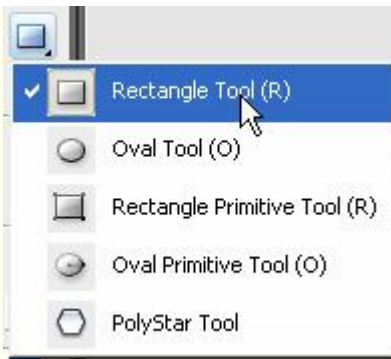 Rectangle Tool (R)
Oval Tool (O)
Rectangle Primitive Tool (R)
Oval Primitive Tool (O)
PolyStar Tool